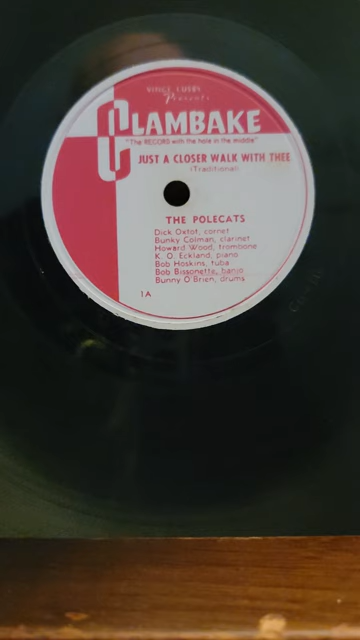 Presents
CLAMBAKE
"The RECORD with the hole in the middle"
JUST A CLOSER WALK WITH THEE
(Traditional)
THE POLECATS
Dick Oxtot, cornet
Bunky Colman, clarinet
Howard Wood, trombone
K. O. Eckland, piano
Bob Hoskins, tuba
Bob Bissonette, banjo
Bunny O'Brien, drums
1A